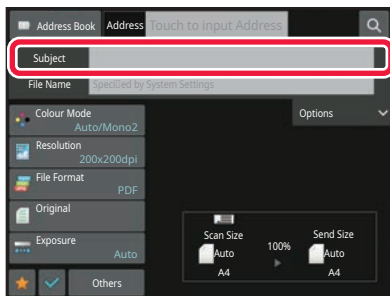 Address Book Address Touch to input Address
Subject
File Name Specified by System Settings
Colour Mode
Auto/Mono2
Options
Resolution
200x200dpi
File Format
PDF
Original
Exposure
Auto
Others
Scan Size
Auto
A4
100%
Send Size
Auto
A4